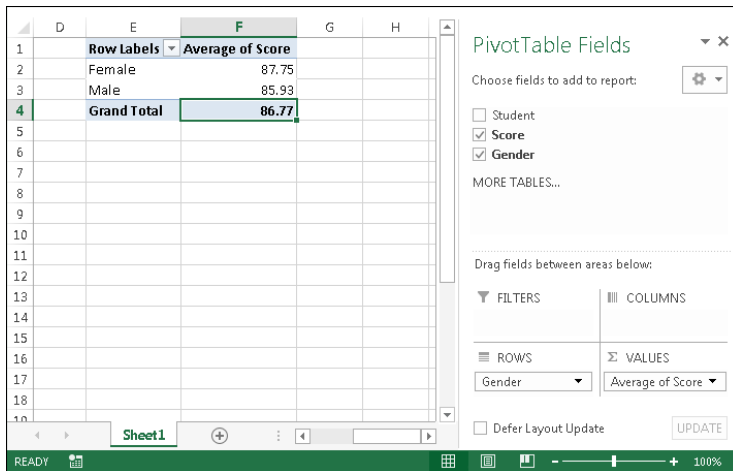 D E F G H
1 Row Labels Average of Score
2 Female 87.75
3 Male 85.93
4 Grand Total 86.77
5
6
7
8
9
10
11
12
13
14
15
16
17
18
19
Sheet1
READY
PivotTable Fields
Choose fields to add to report:
Student
Score
Gender
MORE TABLES...
Drag fields between areas below:
FILTERS COLUMNS
ROWS Σ VALUES
Gender Average of Score
Defer Layout Update UPDATE
100%